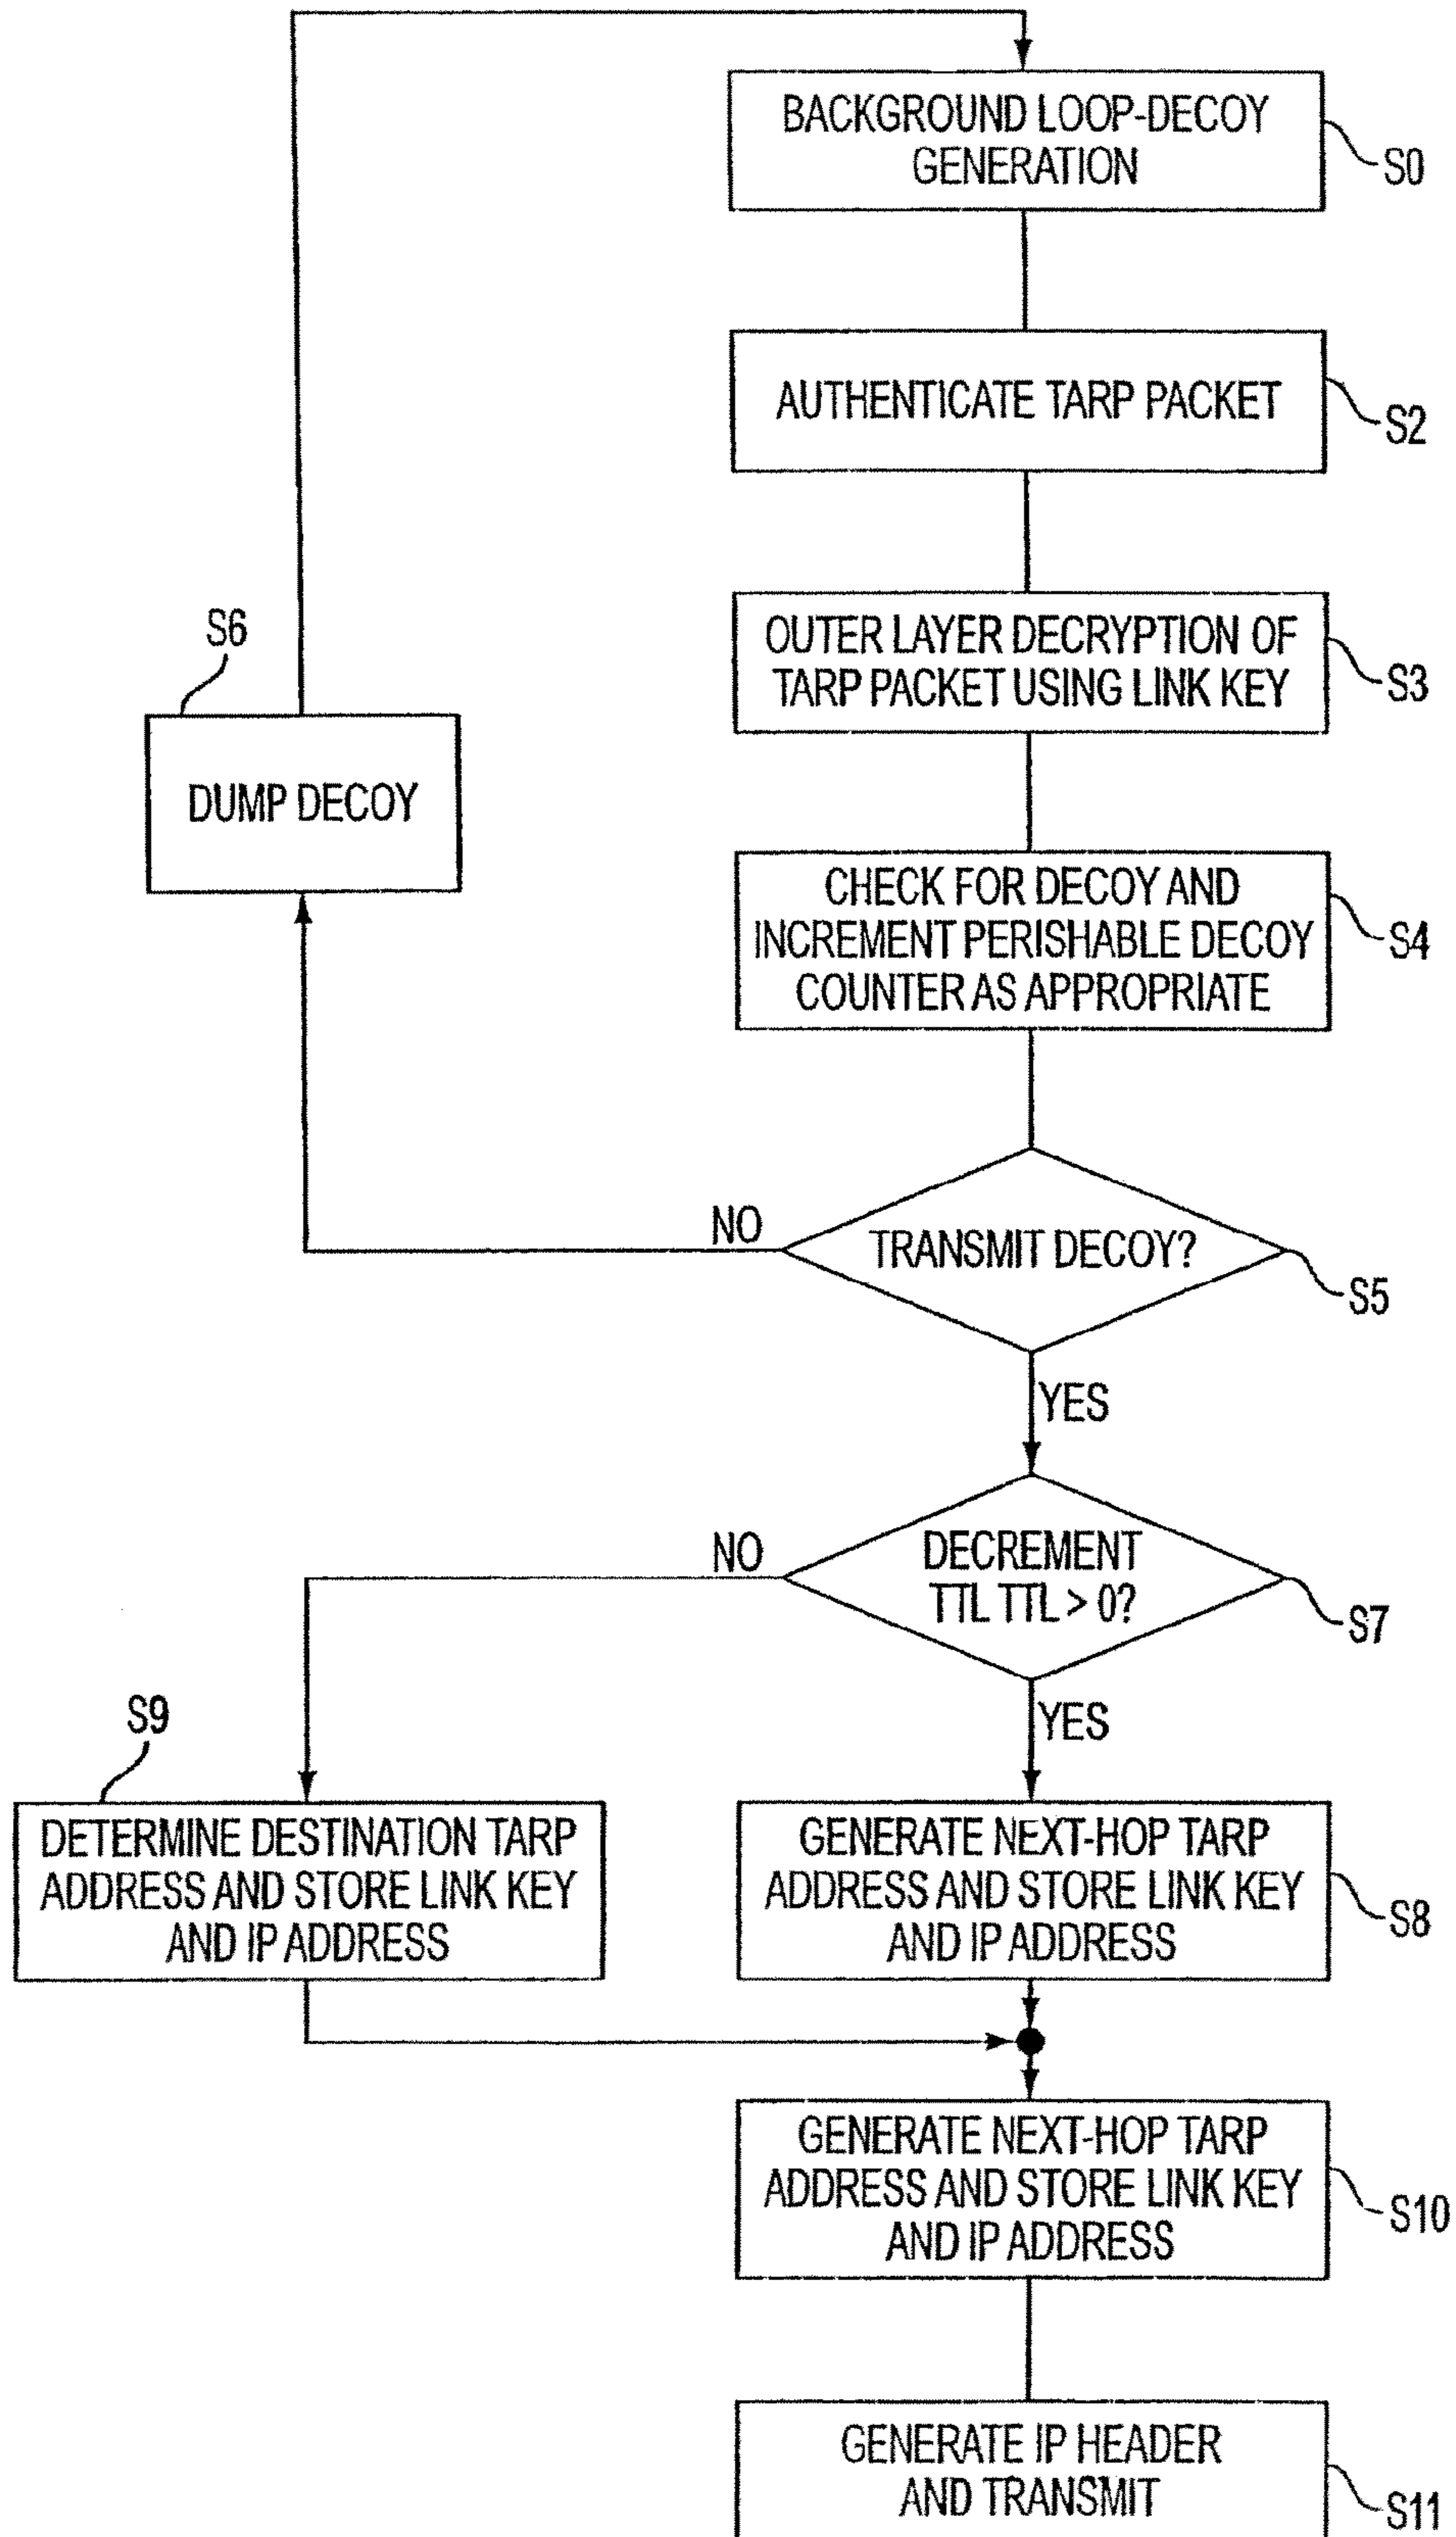 BACKGROUND LOOP-DECOY
GENERATION
S0
AUTHENTICATE TARP PACKET
S2
OUTER LAYER DECRYPTION OF
TARP PACKET USING LINK KEY
S3
S6
DUMP DECOY
CHECK FOR DECOY AND
INCREMENT PERISHABLE DECOY
COUNTER AS APPROPRIATE
S4
NO
TRANSMIT DECOY?
S5
YES
NO
DECREMENT
TTL TTL > 0?
S7
YES
S9
DETERMINE DESTINATION TARP
ADDRESS AND STORE LINK KEY
AND IP ADDRESS
GENERATE NEXT-HOP TARP
ADDRESS AND STORE LINK KEY
AND IP ADDRESS
S8
GENERATE NEXT-HOP TARP
ADDRESS AND STORE LINK KEY
AND IP ADDRESS
S10
GENERATE IP HEADER
AND TRANSMIT
S11